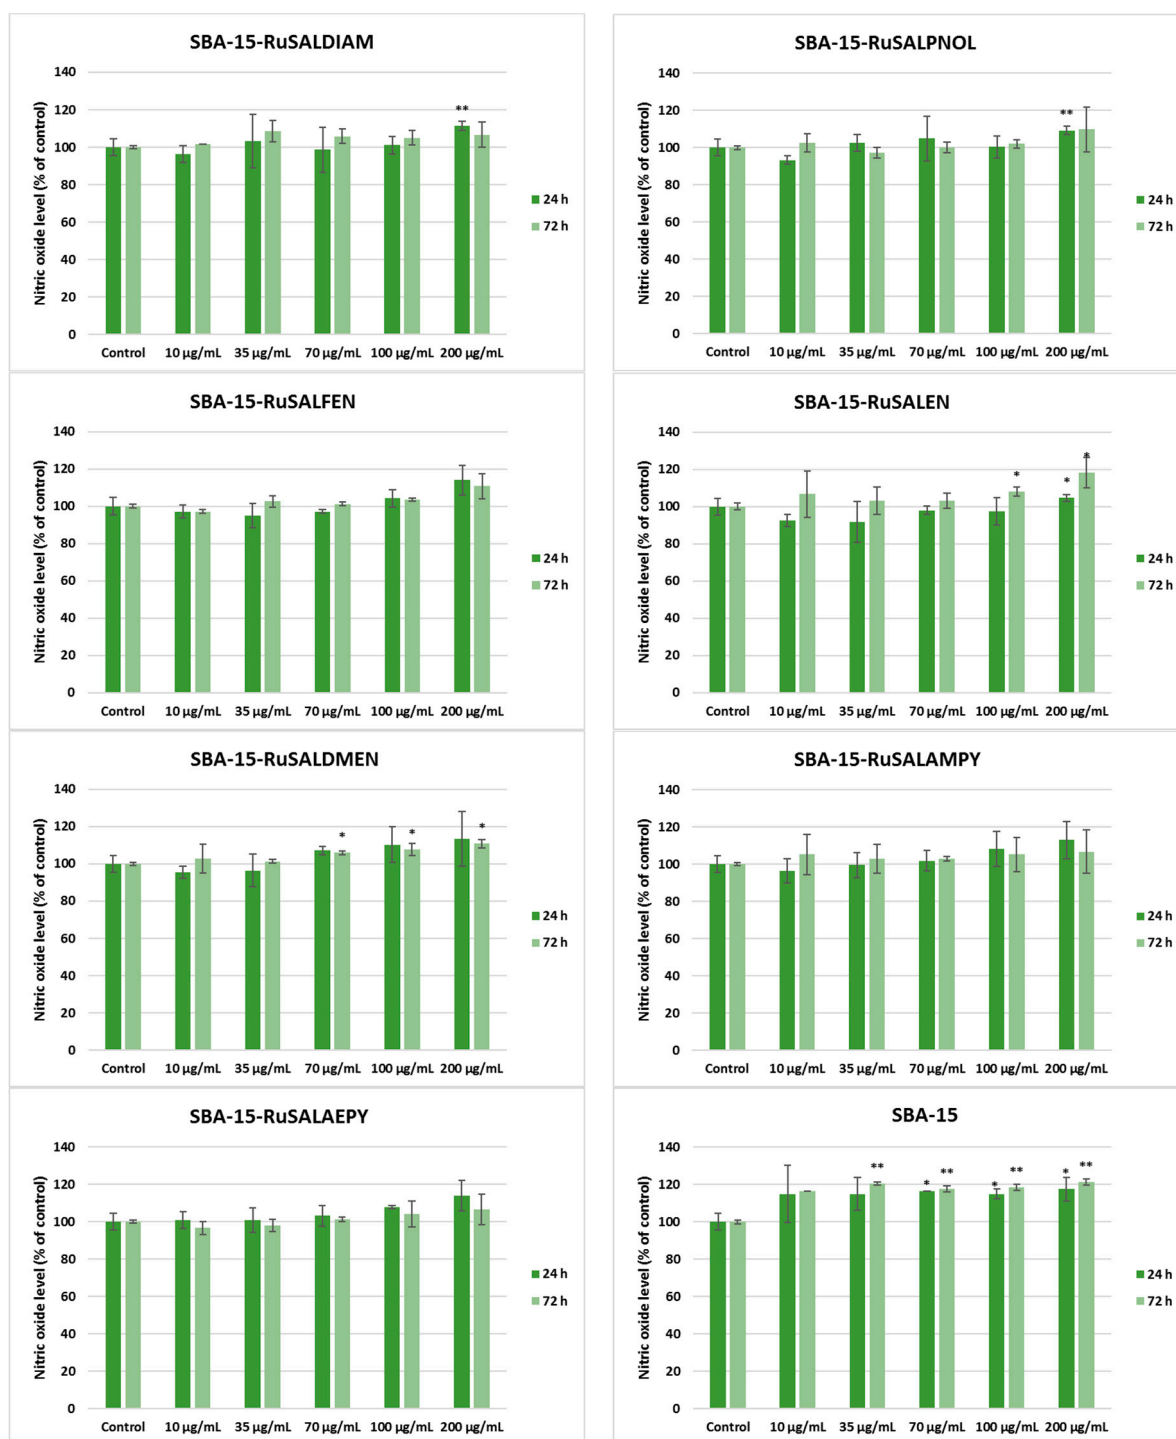 SBA-15-RuSALDIAM
Nitric oxide level (% of control)
140
120
100
80
60
40
20
0
**
Control 10 µg/mL 35 µg/mL 70 µg/mL 100 µg/mL 200 µg/mL
24 h
72 h
SBA-15-RuSALPNOL
Nitric oxide level (% of control)
140
120
100
80
60
40
20
0
**
Control 10 µg/mL 35 µg/mL 70 µg/mL 100 µg/mL 200 µg/mL
24 h
72 h
SBA-15-RuSALFEN
Nitric oxide level (% of control)
140
120
100
80
60
40
20
0
Control 10 µg/mL 35 µg/mL 70 µg/mL 100 µg/mL 200 µg/mL
24 h
72 h
SBA-15-RuSALEN
Nitric oxide level (% of control)
140
120
100
80
60
40
20
0
* * *
Control 10 µg/mL 35 µg/mL 70 µg/mL 100 µg/mL 200 µg/mL
24 h
72 h
SBA-15-RuSALDMEN
Nitric oxide level (% of control)
140
120
100
80
60
40
20
0
* * *
Control 10 µg/mL 35 µg/mL 70 µg/mL 100 µg/mL 200 µg/mL
24 h
72 h
SBA-15-RuSALAMPY
Nitric oxide level (% of control)
140
120
100
80
60
40
20
0
Control 10 µg/mL 35 µg/mL 70 µg/mL 100 µg/mL 200 µg/mL
24 h
72 h
SBA-15-RuSALAEPY
Nitric oxide level (% of control)
140
120
100
80
60
40
20
0
Control 10 µg/mL 35 µg/mL 70 µg/mL 100 µg/mL 200 µg/mL
24 h
72 h
SBA-15
Nitric oxide level (% of control)
140
120
100
80
60
40
20
0
** * ** * ** * **
Control 10 µg/mL 35 µg/mL 70 µg/mL 100 µg/mL 200 µg/mL
24 h
72 h